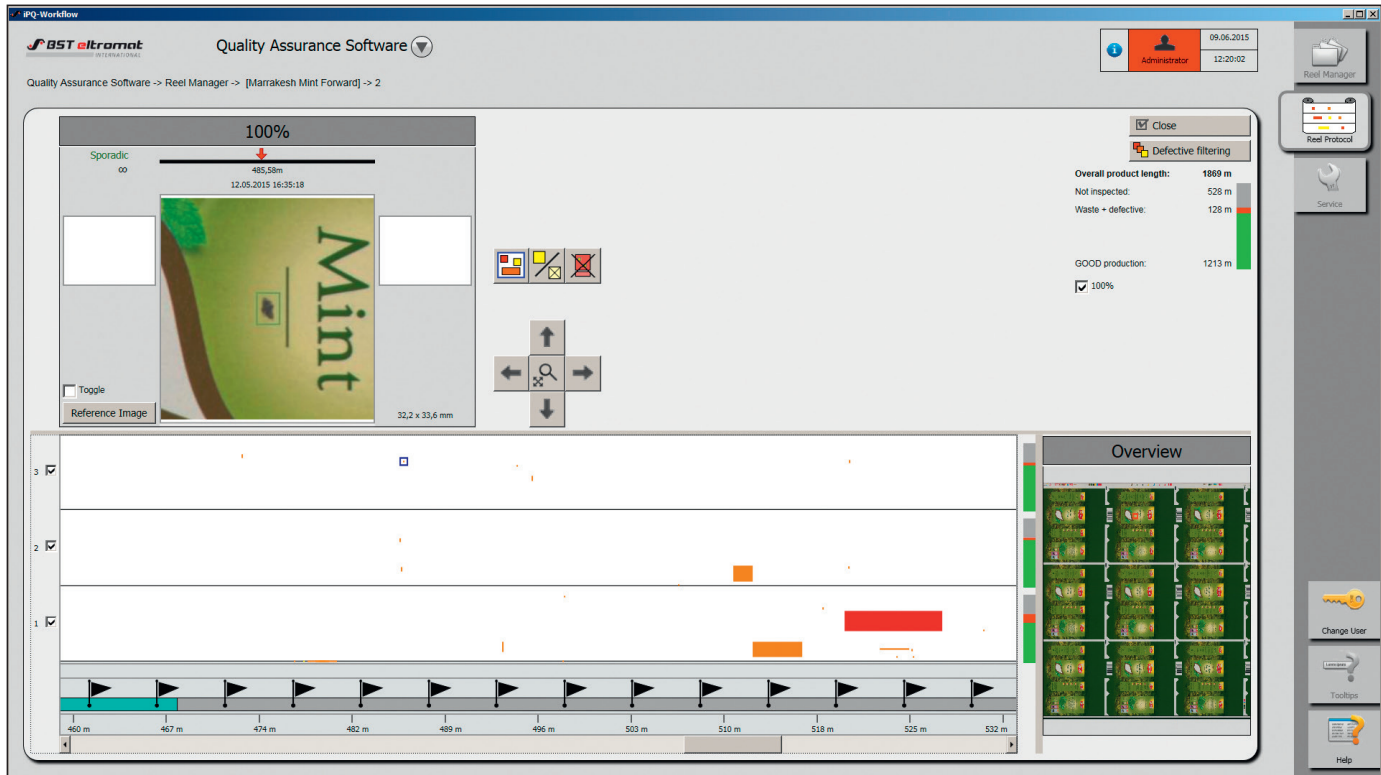 iPQ-Workflow
BST eltromat
INTERNATIONAL
Quality Assurance Software
09.06.2015
Administrator
12:20:02
Reel Manager
Quality Assurance Software -> Reel Manager -> [Marrakesh Mint Forward] -> 2
100%
Close
Reel Protocol
Sporadic
∞
485,58m
Defective filtering
12.05.2015 16:35:18
Overall product length: 1869 m
Not inspected: 528 m
Waste + defective: 128 m
Service
Mint
GOOD production: 1213 m
100%
Toggle
Reference Image
32,2 x 33,6 mm
Overview
3
2
1
Change User
Tooltips
460 m 467 m 474 m 482 m 489 m 496 m 503 m 510 m 518 m 525 m 532 m
Help